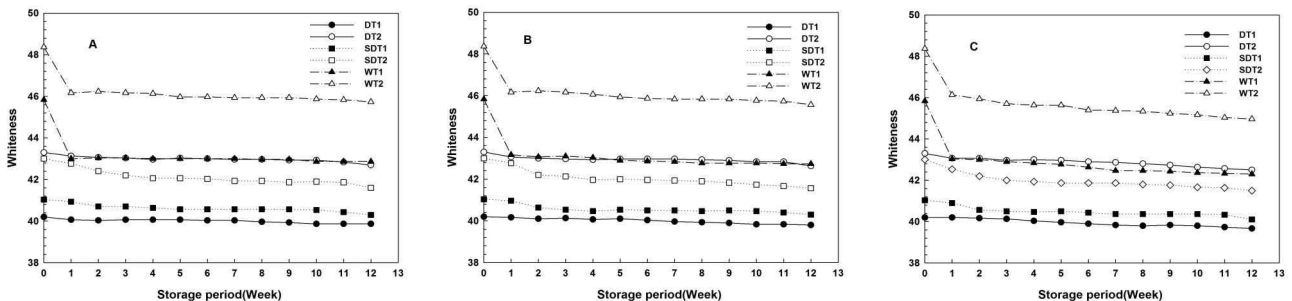 50
48
46
44
42
40
38
Whiteness
A
DT1
DT2
SDT1
SDT2
WT1
WT2
0 1 2 3 4 5 6 7 8 9 10 11 12 13
Storage period(Week)
50
48
46
44
42
40
38
Whiteness
B
DT1
DT2
SDT1
SDT2
WT1
WT2
0 1 2 3 4 5 6 7 8 9 10 11 12 13
Storage period(Week)
50
48
46
44
42
40
38
Whiteness
C
DT1
DT2
SDT1
SDT2
WT1
WT2
0 1 2 3 4 5 6 7 8 9 10 11 12 13
Storage period(Week)